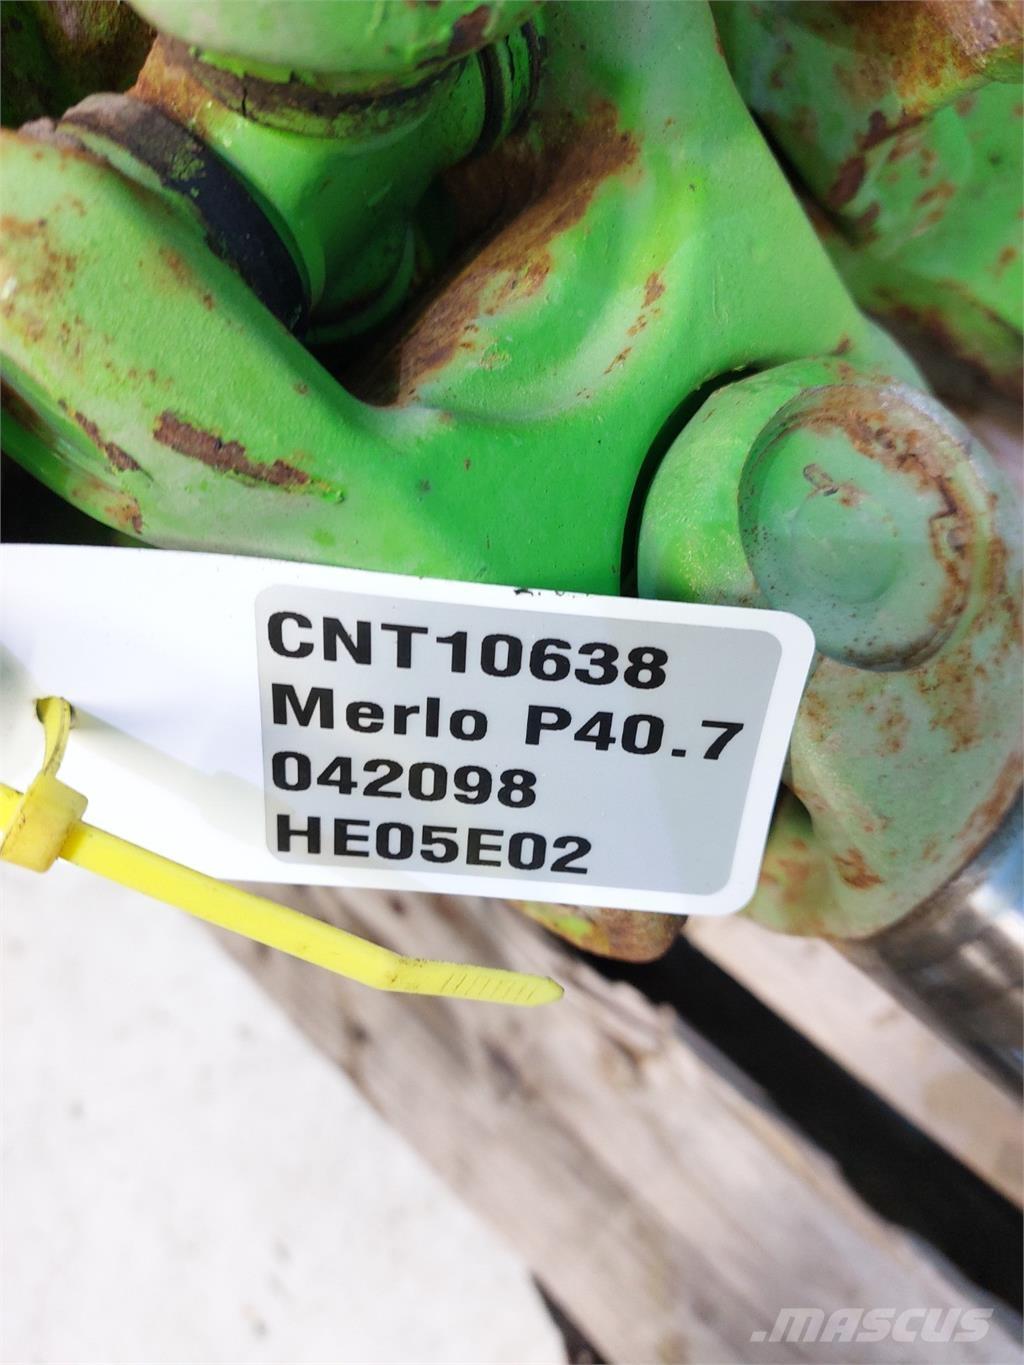 CNT10638
Merlo P40.7
042098
HE05E02
.MASCUS